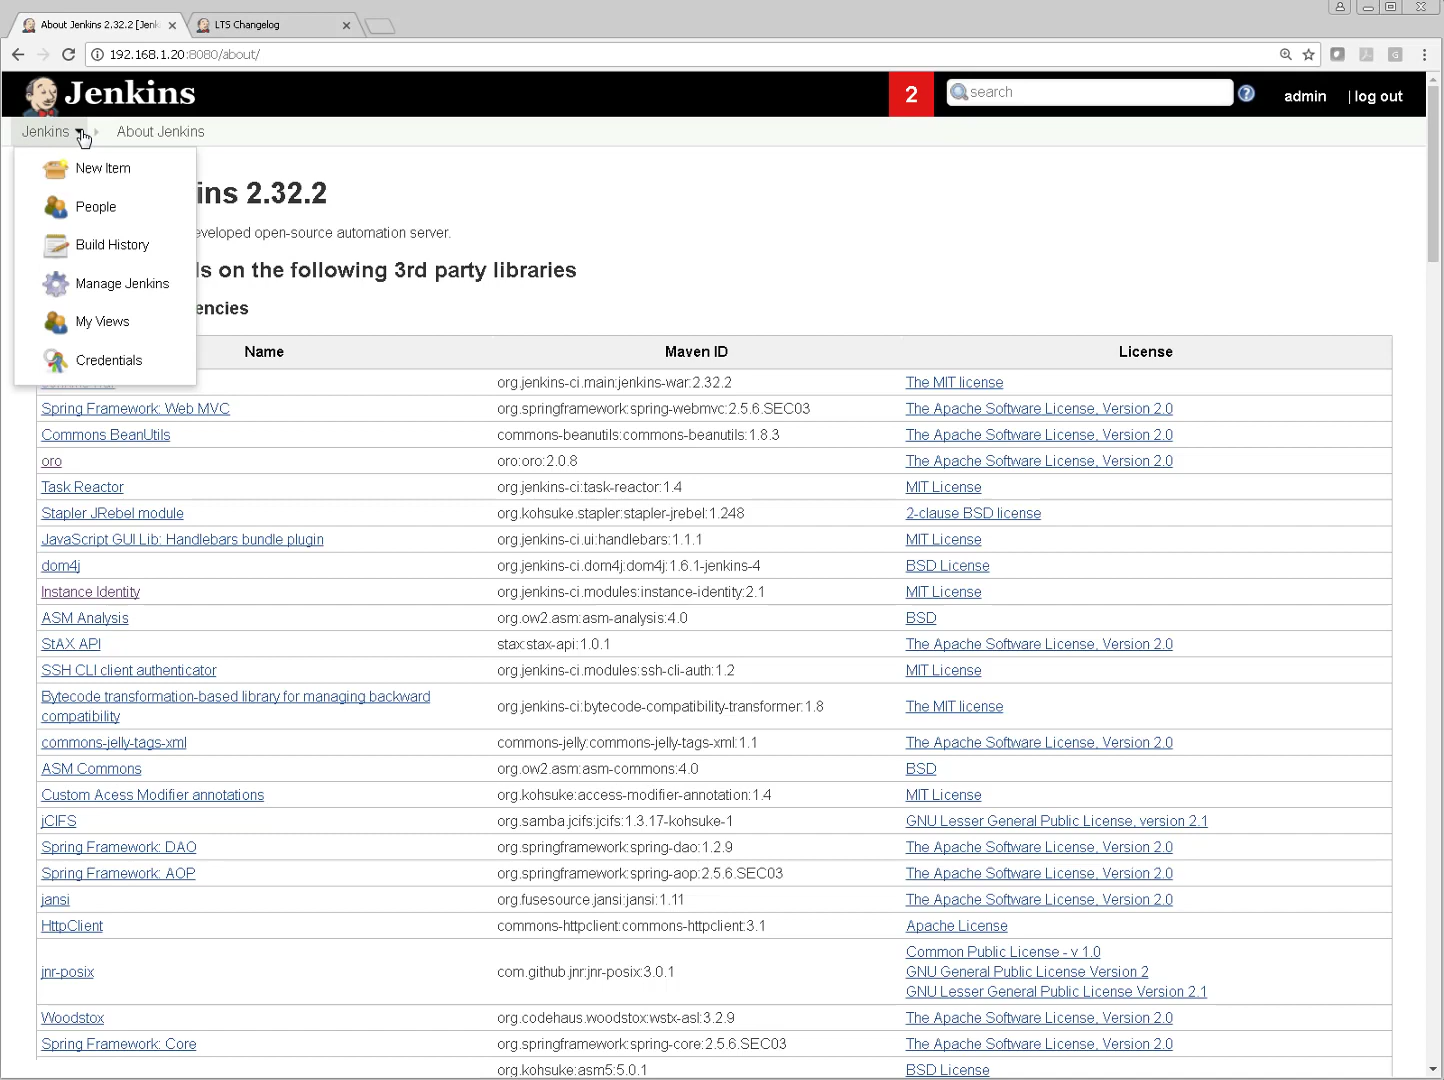 About Jenkins 2.32.2 [Jenk
LTS Changelog
192.168.1.20:8080/about/
Jenkins
2
search
admin
| log out
Jenkins
About Jenkins
New Item
People
Build History
Manage Jenkins
My Views
Credentials
ins 2.32.2
eveloped open-source automation server.
ls on the following 3rd party libraries
encies
Name Maven ID License
org.jenkins-ci.main:jenkins-war:2.32.2 The MIT license
Spring Framework: Web MVC org.springframework:spring-webmvc:2.5.6.SEC03 The Apache Software License, Version 2.0
Commons BeanUtils commons-beanutils:commons-beanutils:1.8.3 The Apache Software License, Version 2.0
oro oro:oro:2.0.8 The Apache Software License, Version 2.0
Task Reactor org.jenkins-ci:task-reactor:1.4 MIT License
Stapler JRebel module org.kohsuke.stapler:stapler-jrebel:1.248 2-clause BSD license
JavaScript GUI Lib: Handlebars bundle plugin org.jenkins-ci.ui:handlebars:1.1.1 MIT License
dom4j org.jenkins-ci.dom4j:dom4j:1.6.1-jenkins-4 BSD License
Instance Identity org.jenkins-ci.modules:instance-identity:2.1 MIT License
ASM Analysis org.ow2.asm:asm-analysis:4.0 BSD
StAX API stax:stax-api:1.0.1 The Apache Software License, Version 2.0
SSH CLI client authenticator org.jenkins-ci.modules:ssh-cli-auth:1.2 MIT License
Bytecode transformation-based library for managing backward
compatibility
org.jenkins-ci:bytecode-compatibility-transformer:1.8 The MIT license
commons-jelly-tags-xml commons-jelly:commons-jelly-tags-xml:1.1 The Apache Software License, Version 2.0
ASM Commons org.ow2.asm:asm-commons:4.0 BSD
Custom Acess Modifier annotations org.kohsuke:access-modifier-annotation:1.4 MIT License
jCIFS org.samba.jcifs:jcifs:1.3.17-kohsuke-1 GNU Lesser General Public License, version 2.1
Spring Framework: DAO org.springframework:spring-dao:1.2.9 The Apache Software License, Version 2.0
Spring Framework: AOP org.springframework:spring-aop:2.5.6.SEC03 The Apache Software License, Version 2.0
jansi org.fusesource.jansi:jansi:1.11 The Apache Software License, Version 2.0
HttpClient commons-httpclient:commons-httpclient:3.1 Apache License
jnr-posix com.github.jnr:jnr-posix:3.0.1 Common Public License - v 1.0
GNU General Public License Version 2
GNU Lesser General Public License Version 2.1
Woodstox org.codehaus.woodstox:wstx-asl:3.2.9 The Apache Software License, Version 2.0
Spring Framework: Core org.springframework:spring-core:2.5.6.SEC03 The Apache Software License, Version 2.0
org.kohsuke:asm5:5.0.1 BSD License